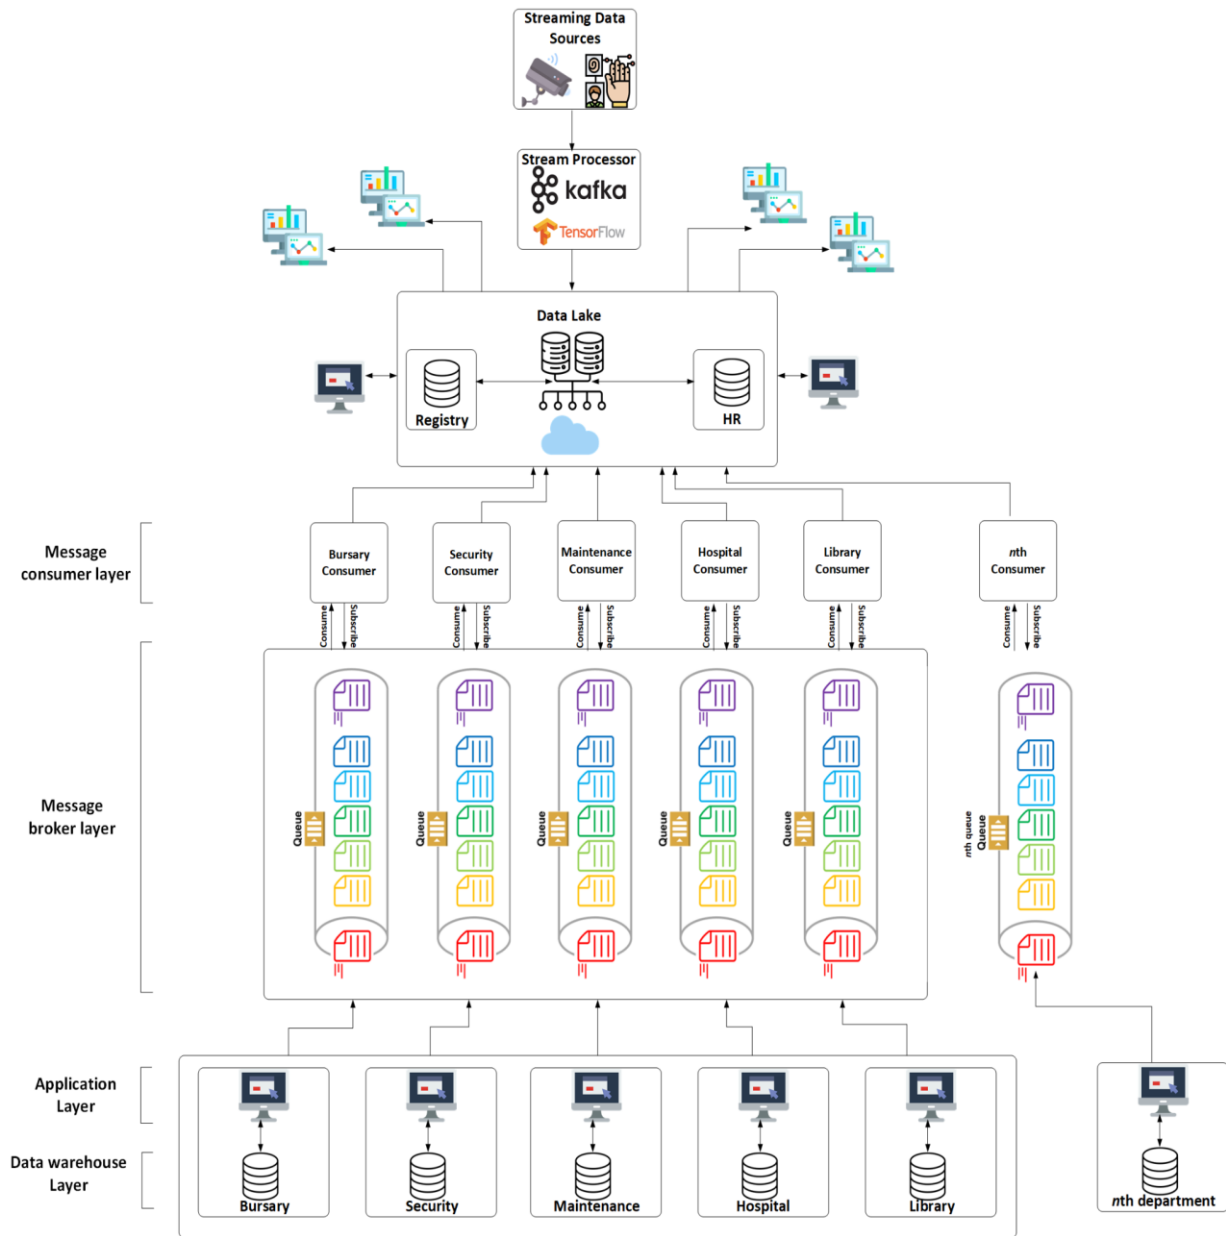 Streaming Data
Sources
Stream Processor
kafka
TensorFlow
Data Lake
Registry
HR
Message
consumer layer
Bursary
Consumer
Security
Consumer
Maintenance
Consumer
Hospital
Consumer
Library
Consumer
nth
Consumer
Consume
Subscribe
Consume
Subscribe
Consume
Subscribe
Consume
Subscribe
Consume
Subscribe
Consume
Subscribe
Message
broker layer
Queue
Queue
Queue
Queue
Queue
nth queue
Queue
Application
Layer
Data warehouse
Layer
Bursary
Security
Maintenance
Hospital
Library
nth department